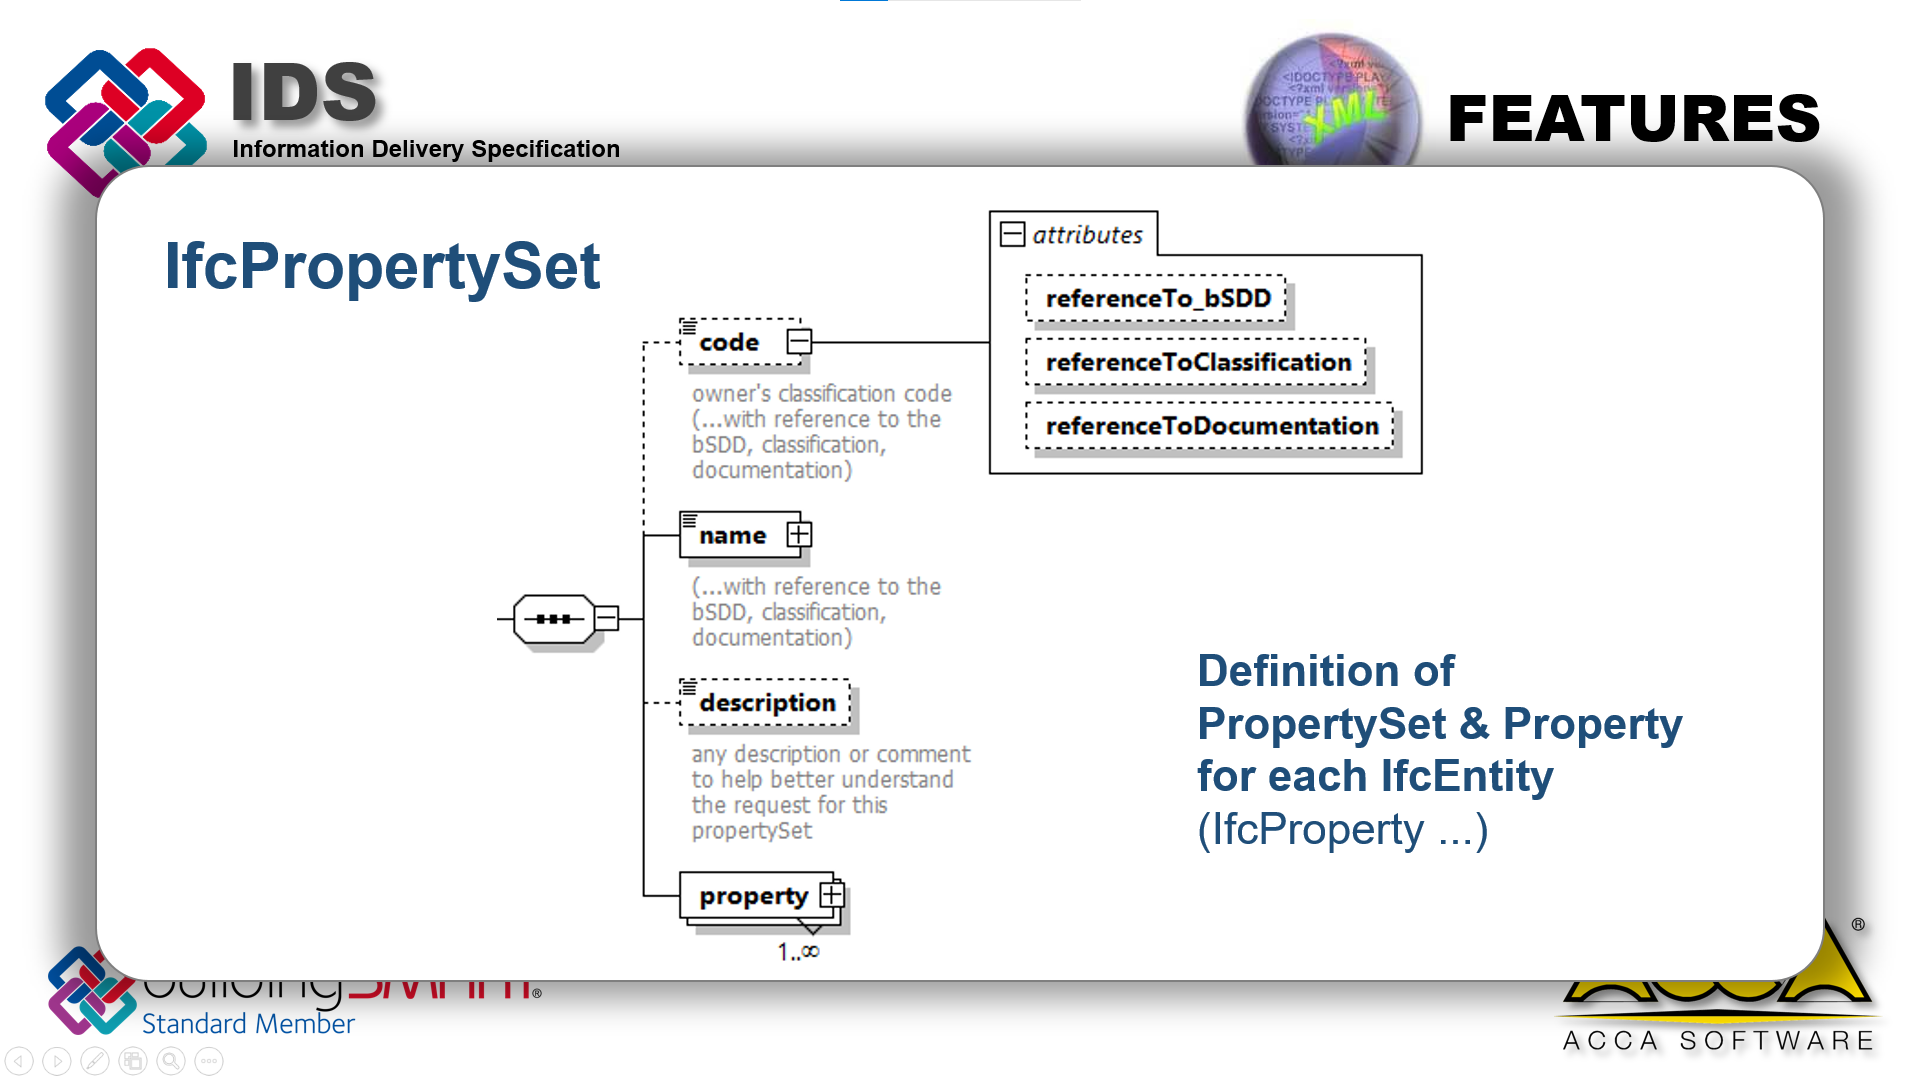 IDS
Information Delivery Specification
XML
FEATURES
IfcPropertySet
attributes
referenceTo_bSDD
referenceToClassification
referenceToDocumentation
code
owner's classification code
(...with reference to the
bSDD, classification,
documentation)
name
(...with reference to the
bSDD, classification,
documentation)
description
any description or comment
to help better understand
the request for this
propertySet
property
1..∞
Definition of
PropertySet & Property
for each IfcEntity
(IfcProperty ...)
buildingSMART®
Standard Member
ACCA®
ACCA SOFTWARE